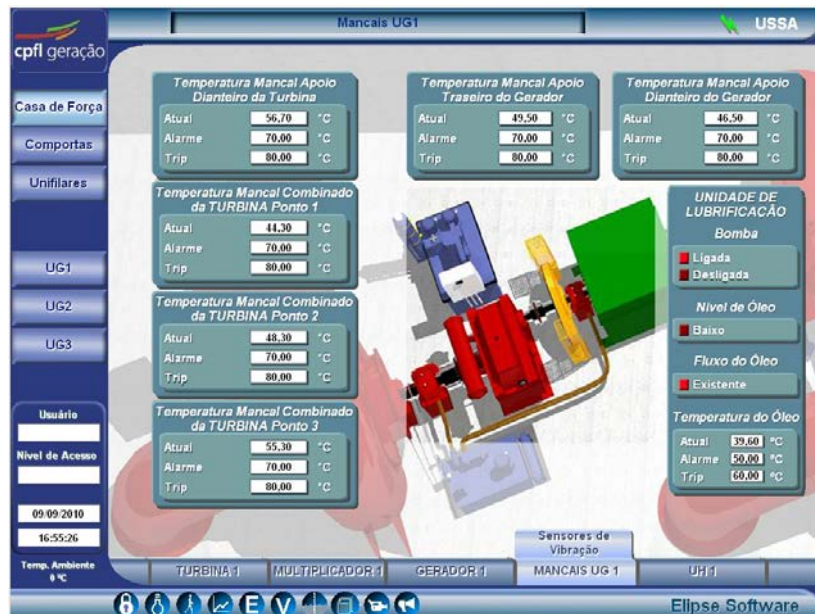 Mancais UG1
USSA
cpfl geração
Casa de Força
Comportas
Unifilares
UG1
UG2
UG3
Usuário
Nível de Acesso
09/09/2010
16:55:26
Temp. Ambiente
0 ºC
Temperatura Mancal Apoio
Dianteiro da Turbina
Atual 56,70 °C
Alarme 70,00 °C
Trip 80,00 °C
Temperatura Mancal Combinado
da TURBINA Ponto 1
Atual 44,30 °C
Alarme 70,00 °C
Trip 80,00 °C
Temperatura Mancal Combinado
da TURBINA Ponto 2
Atual 48,30 °C
Alarme 70,00 °C
Trip 80,00 °C
Temperatura Mancal Combinado
da TURBINA Ponto 3
Atual 55,30 °C
Alarme 70,00 °C
Trip 80,00 °C
Temperatura Mancal Apoio
Traseiro do Gerador
Atual 49,50 °C
Alarme 70,00 °C
Trip 80,00 °C
Temperatura Mancal Apoio
Dianteiro do Gerador
Atual 46,50 °C
Alarme 70,00 °C
Trip 80,00 °C
UNIDADE DE
LUBRIFICACÃO
Bomba
Ligada
Desligada
Nível de Óleo
Baixo
Fluxo do Óleo
Existente
Temperatura do Óleo
Atual 39,60 ºC
Alarme 50,00 ºC
Trip 60,00 ºC
Sensores de
Vibração
TURBINA 1 MULTIPLICADOR 1 GERADOR 1 MANCAIS UG 1 UH 1
E V
Elipse Software